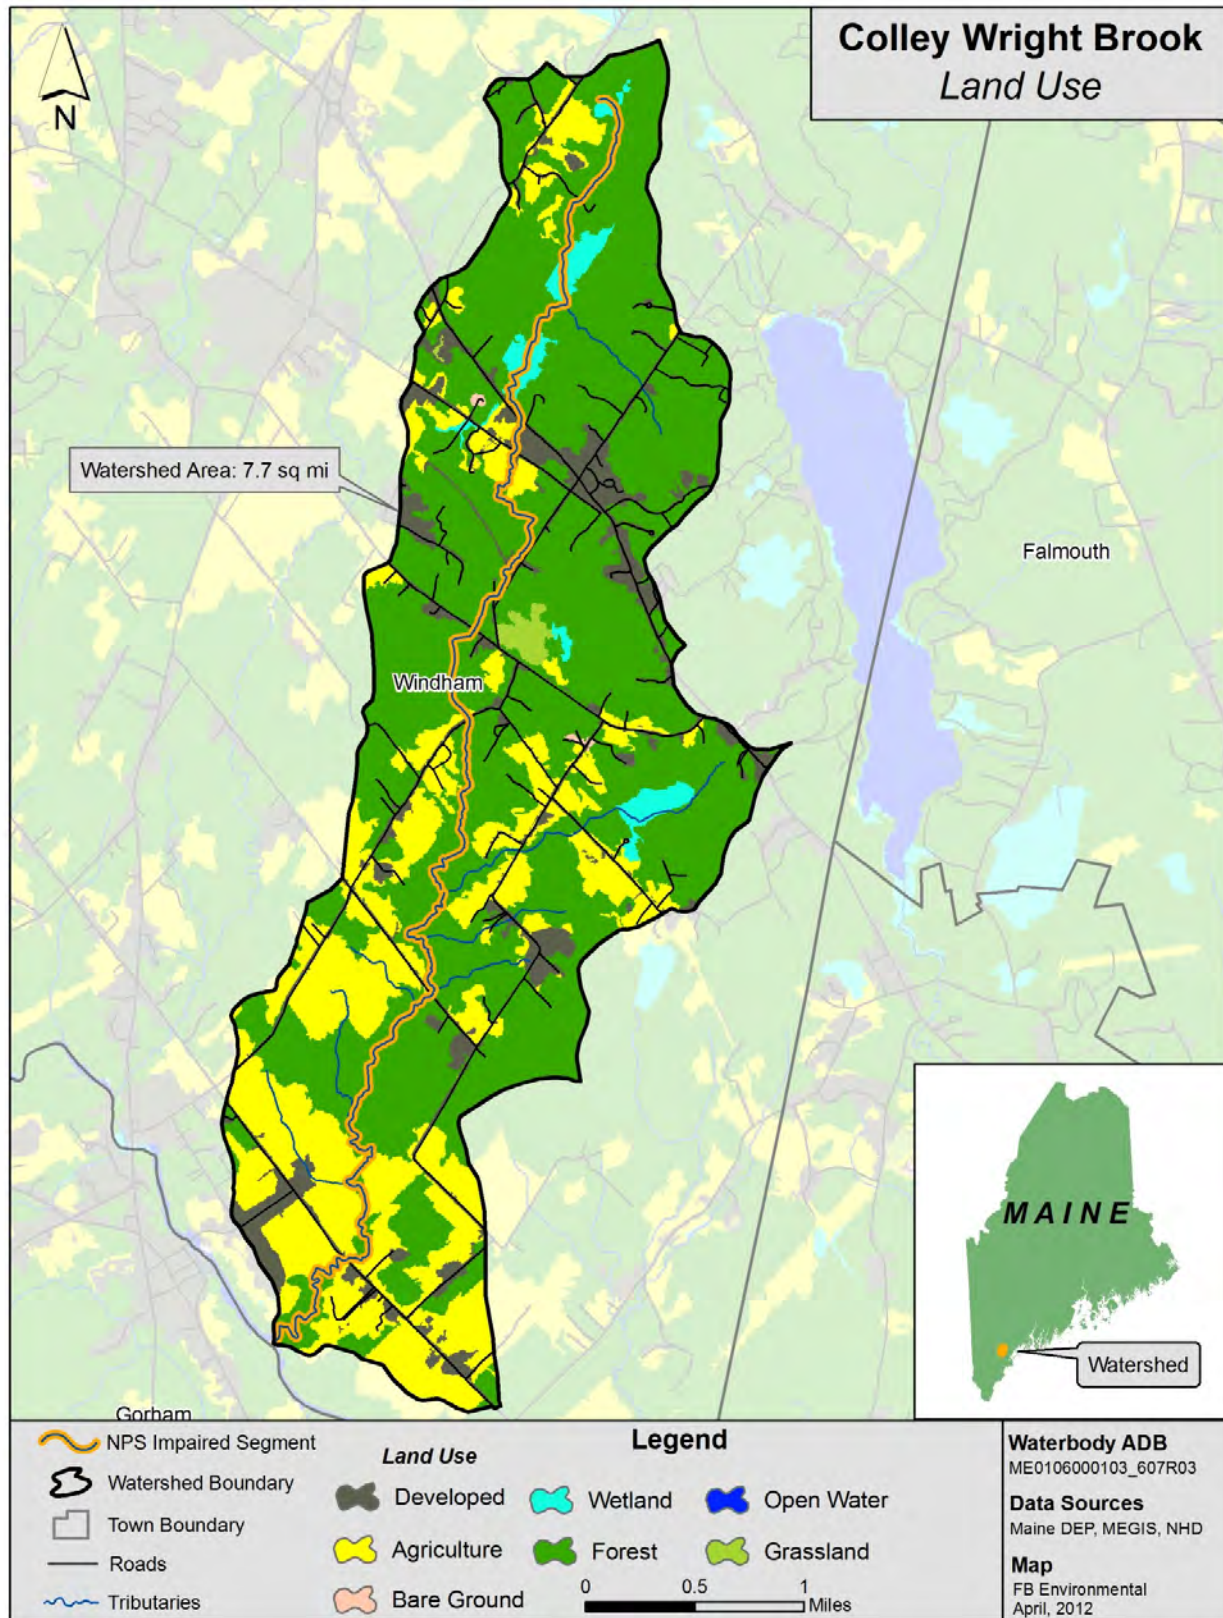 Colley Wright Brook
Land Use
N
Watershed Area: 7.7 sq mi
Falmouth
Windham
MAINE
Watershed
Gorham
Legend
NPS Impaired Segment
Watershed Boundary
Town Boundary
Roads
Tributaries
Land Use
Developed
Wetland
Open Water
Agriculture
Forest
Grassland
Bare Ground
0 0.5 1
Miles
Waterbody ADB
ME0106000103_607R03
Data Sources
Maine DEP, MEGIS, NHD
Map
FB Environmental
April, 2012